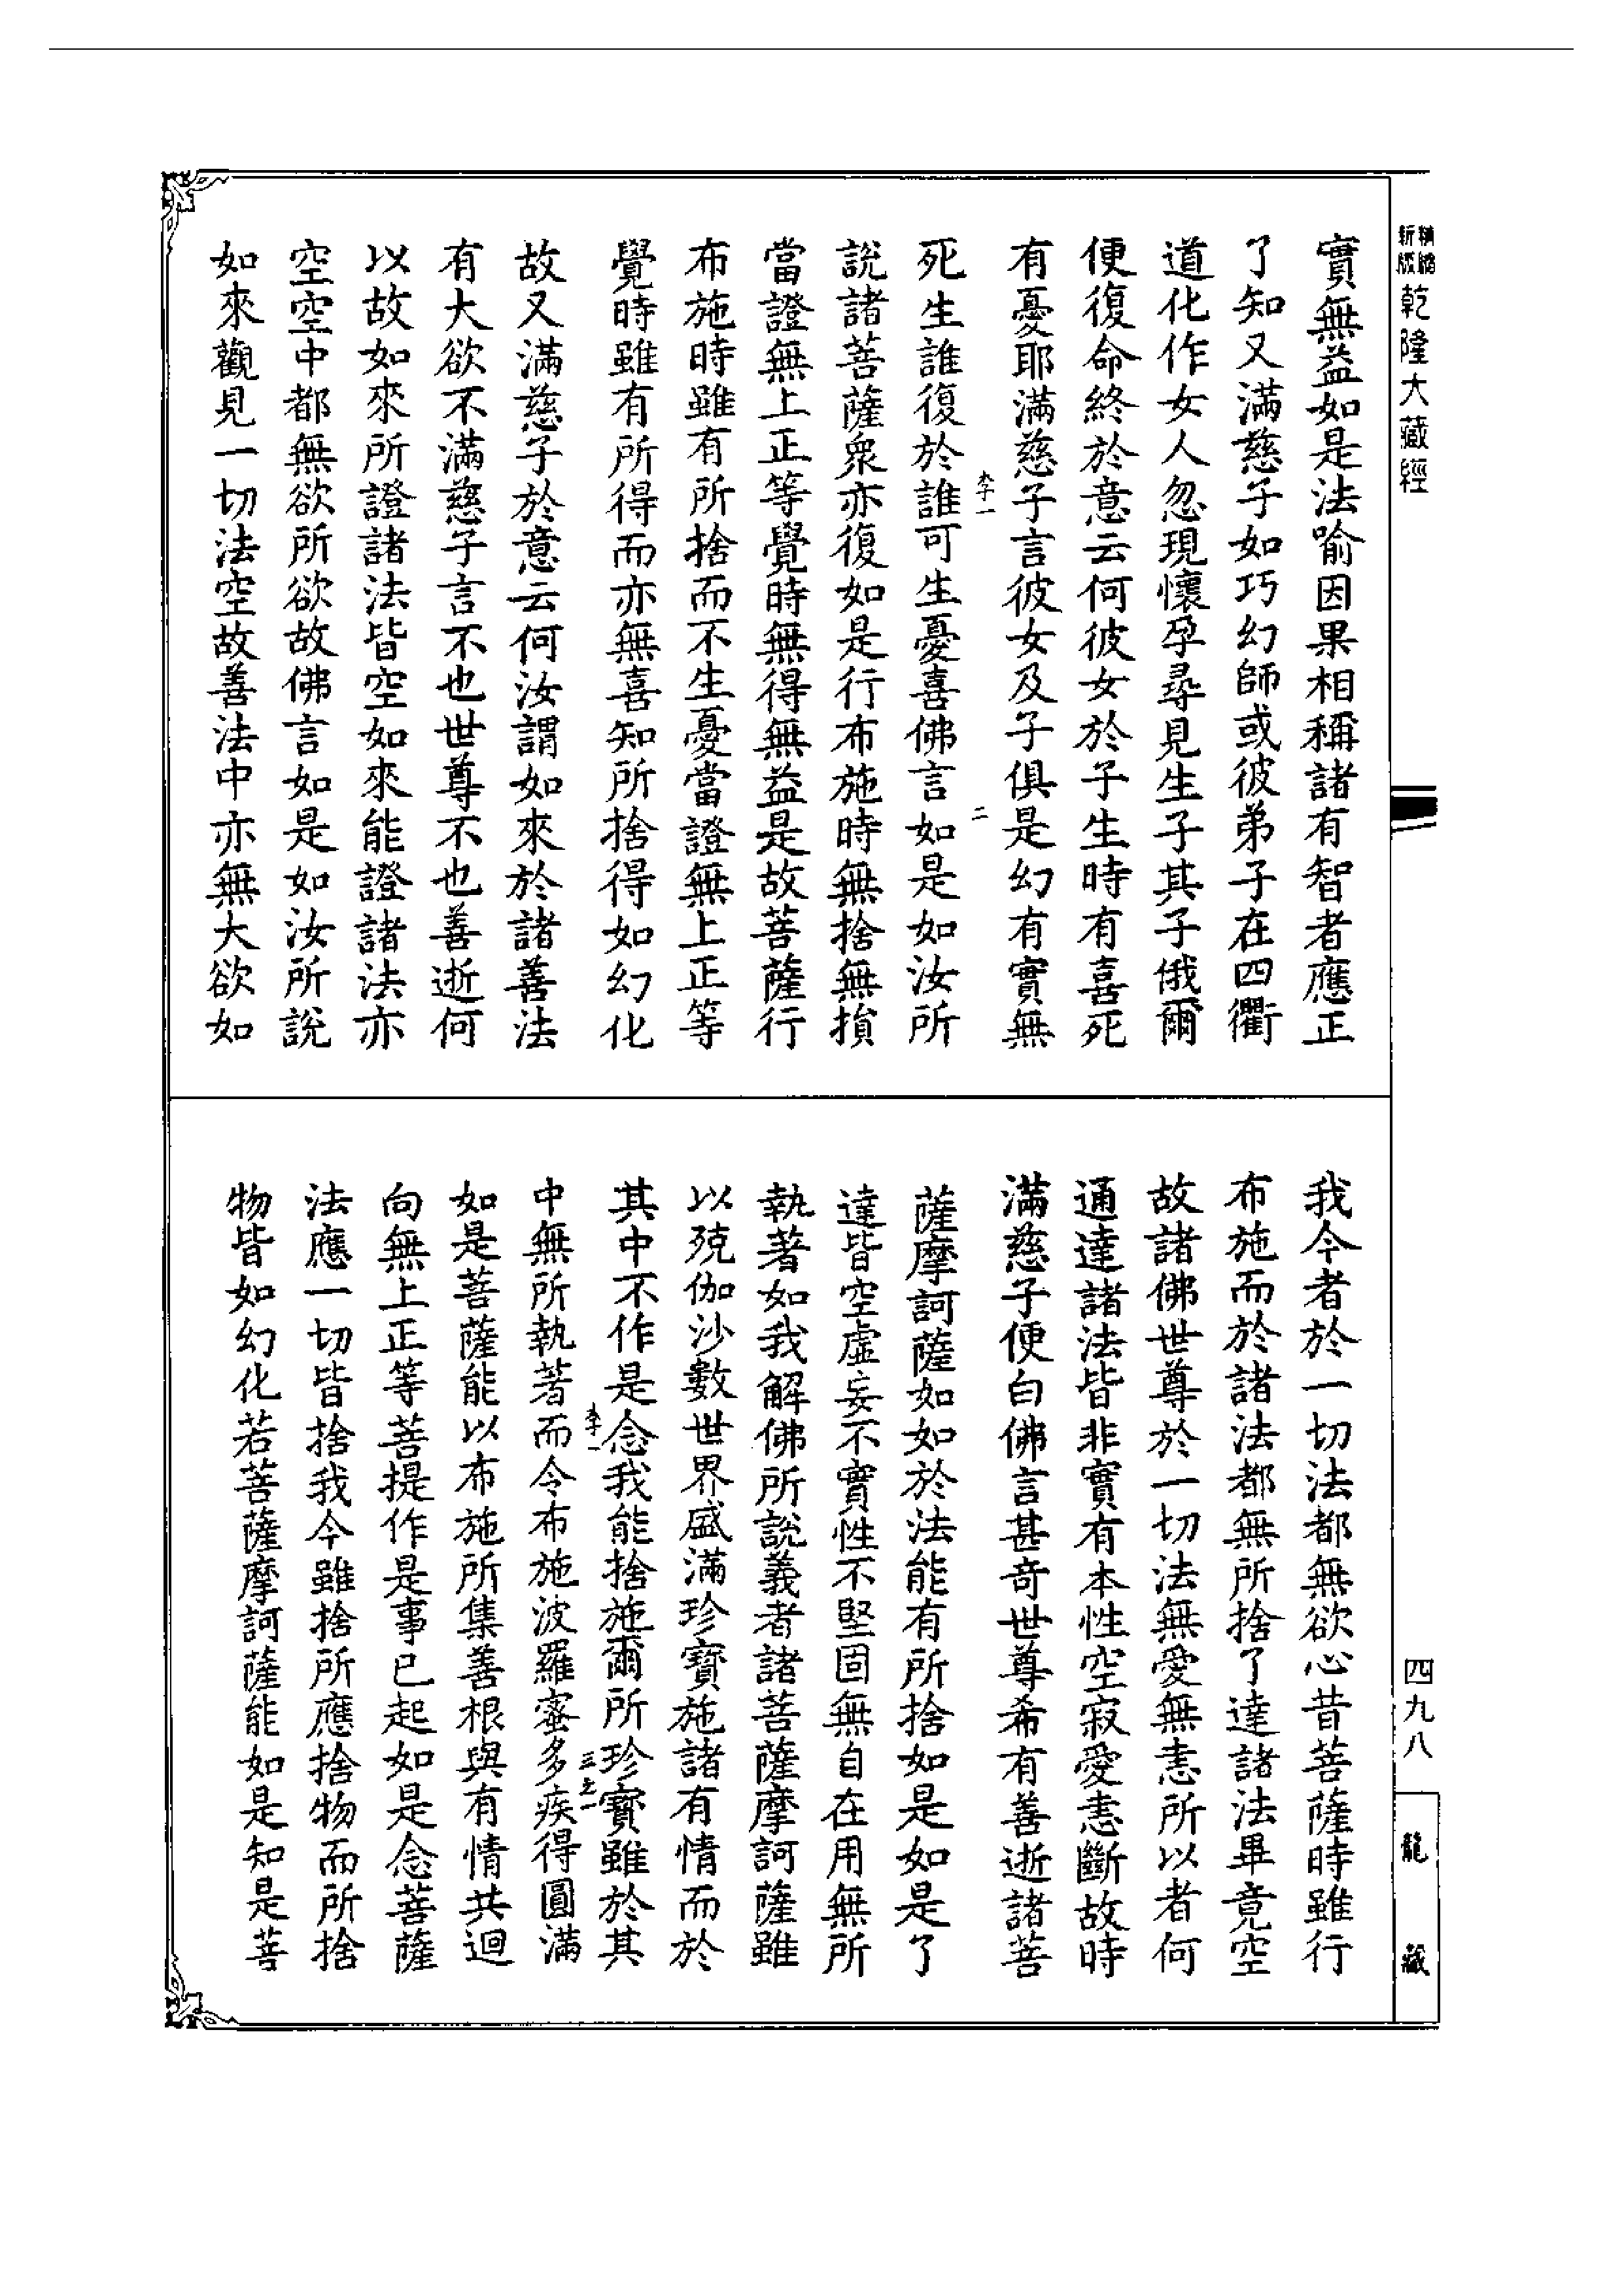 精縮新版乾隆大藏經
實無益如是法喻因果相稱諸有智者應正
了知又滿慈子如巧幻師或彼弟子在四衢
道化作女人忽現懷孕尋見生子其子俄爾
便復命終於意云何彼女於子生時有喜死
有憂耶滿慈子言彼女及子俱是幻有實無
李一 二
死生誰復於誰可生憂喜佛言如是如汝所
說諸菩薩衆亦復如是行布施時無捨無損
當證無上正等覺時無得無益是故菩薩行
布施時雖有所捨而不生憂當證無上正等
覺時雖有所得而亦無喜知所捨得如幻化
故又滿慈子於意云何汝謂如來於諸善法
有大欲不滿慈子言不也世尊不也善逝何
以故如來所證諸法皆空如來能證諸法亦
空空中都無欲所欲故佛言如是如汝所說
如來觀見一切法空故善法中亦無大欲如
我今者於一切法都無欲心昔菩薩時雖行
布施而於諸法都無所捨了達諸法畢竟空
故諸佛世尊於一切法無愛無恚所以者何
通達諸法皆非實有本性空寂愛恚斷故時
滿慈子便白佛言甚奇世尊希有善逝諸菩
薩摩訶薩如如於法能有所捨如是如是了
達皆空虛妄不實性不堅固無自在用無所
執著如我解佛所說義者諸菩薩摩訶薩雖
以殑伽沙數世界盛滿珍寶施諸有情而於
其中不作是念我能捨施爾所珍寶雖於其
李一 三之一
中無所執著而令布施波羅蜜多疾得圓滿
如是菩薩能以布施所集善根與有情共迴
向無上正等菩提作是事已起如是念菩薩
法應一切皆捨我今雖捨所應捨物而所捨
物皆如幻化若菩薩摩訶薩能如是知是菩
四九八
龍藏